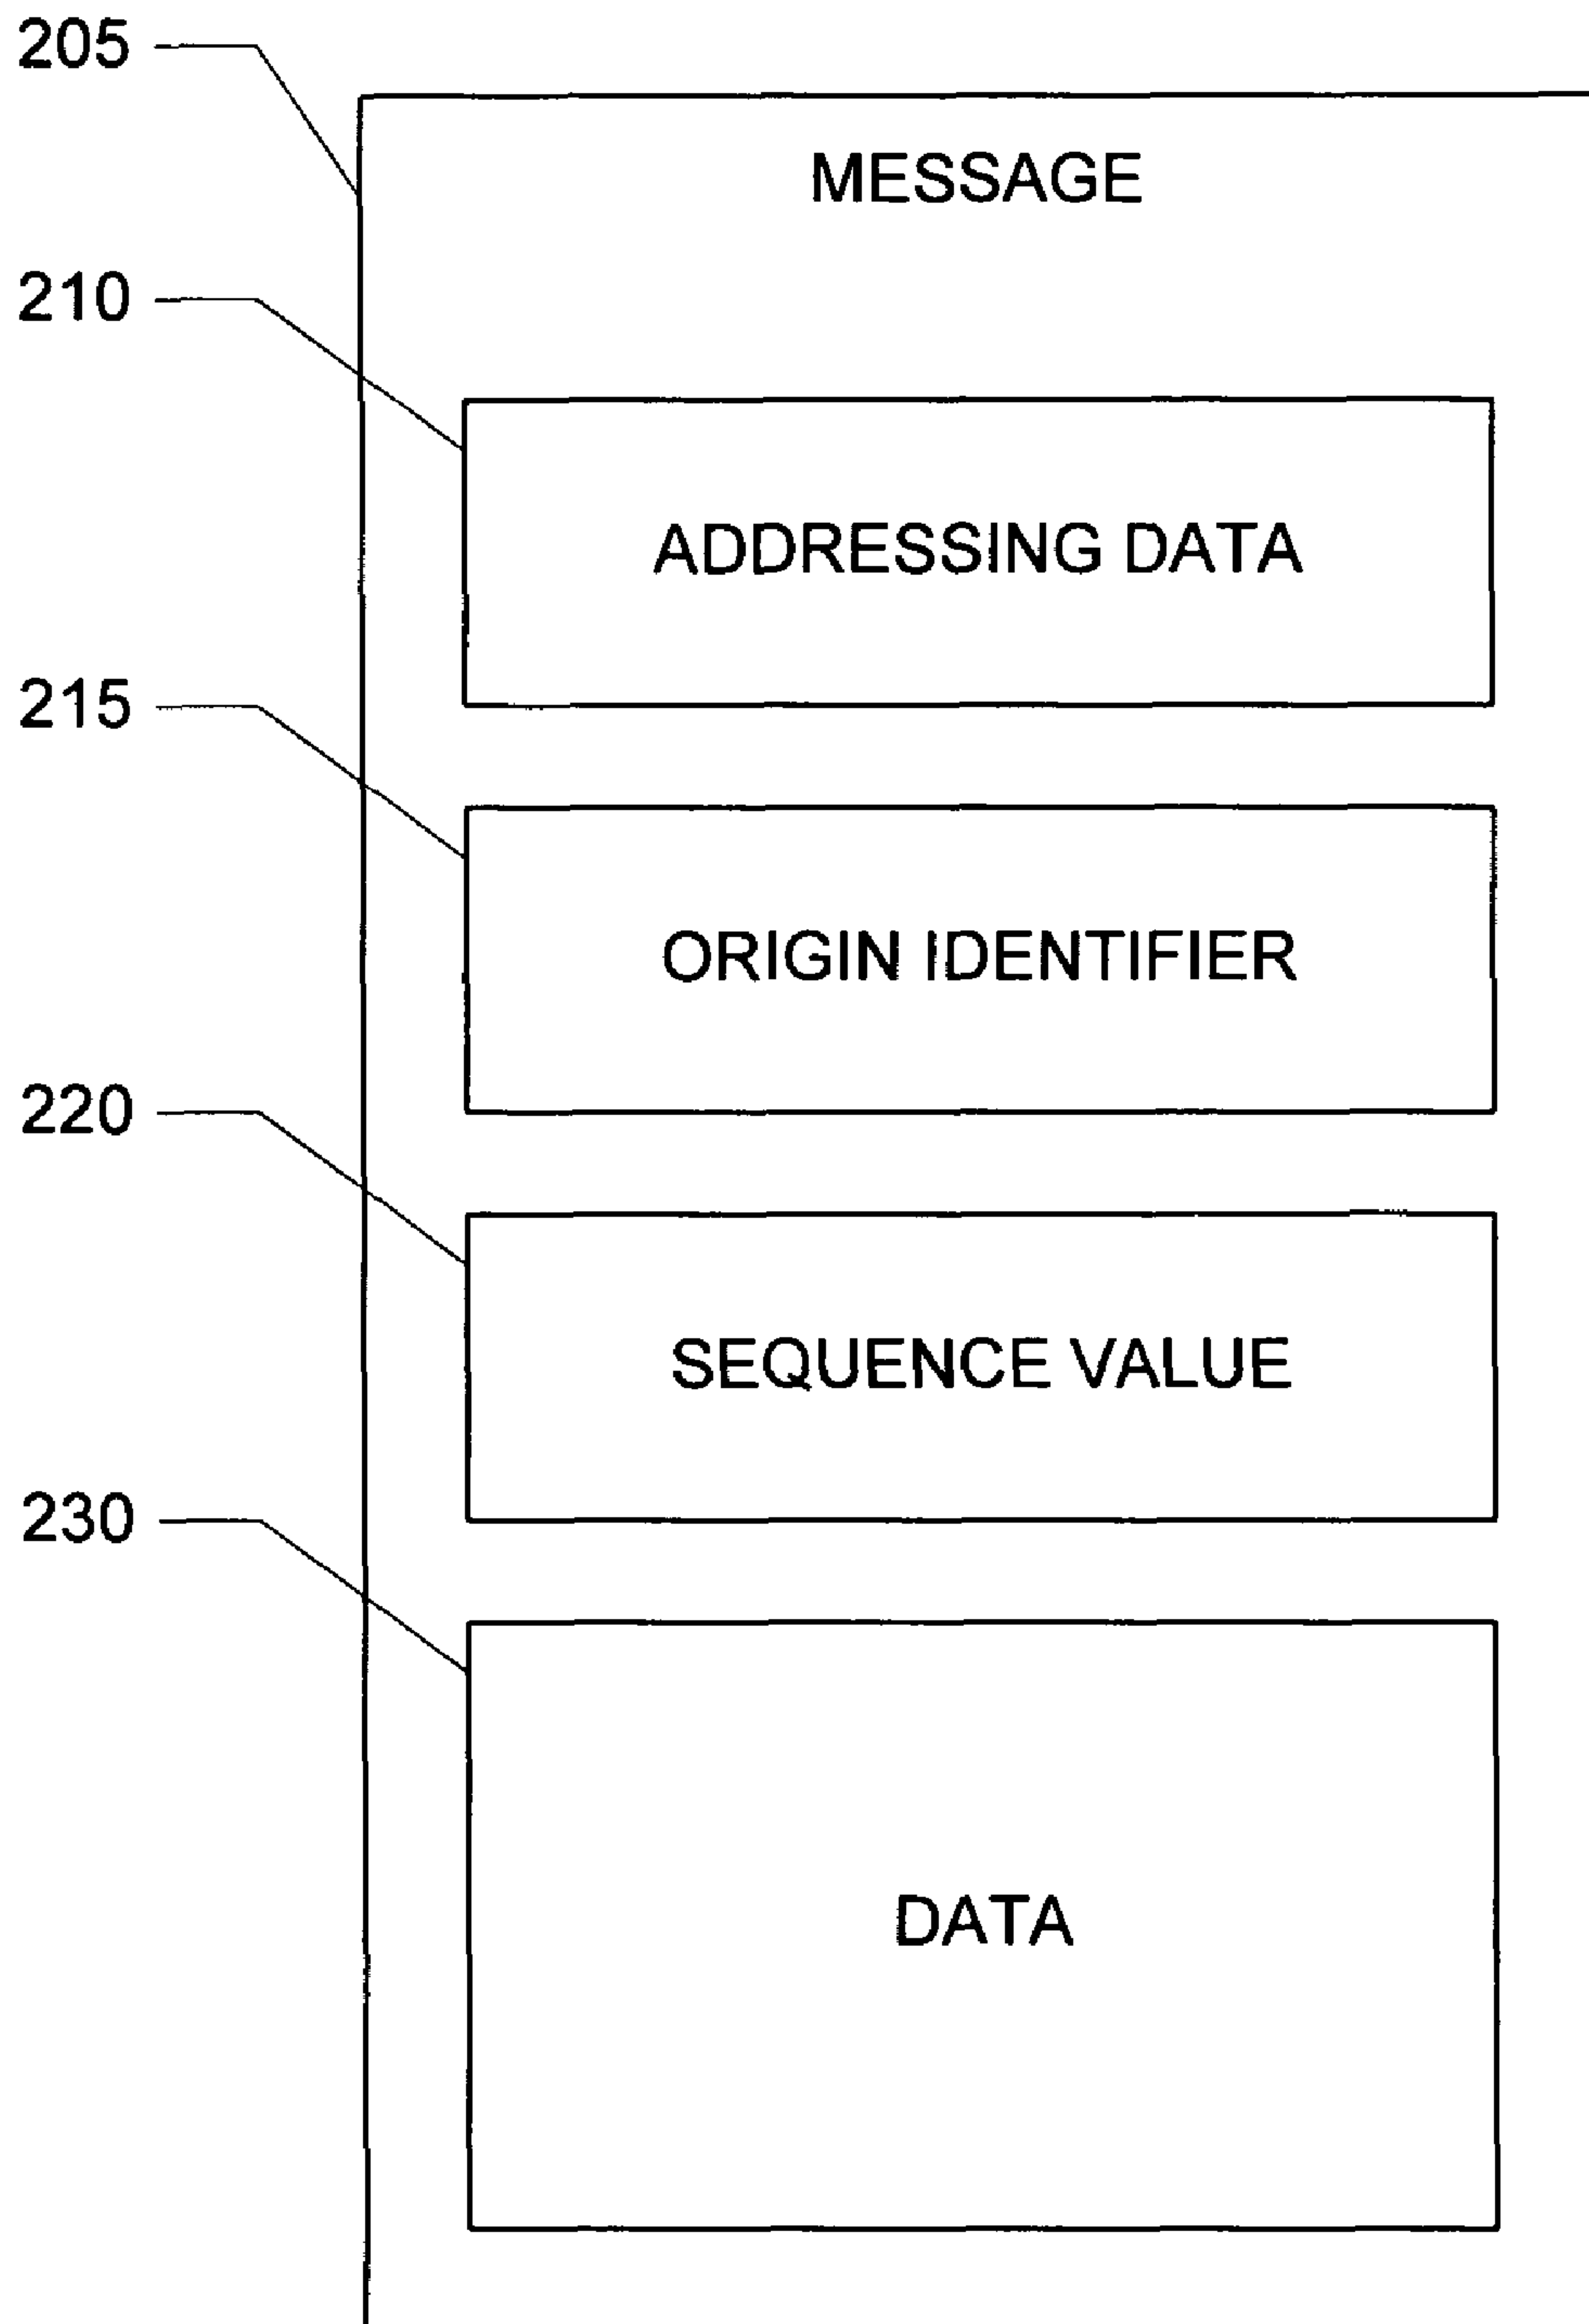 205
MESSAGE
210
ADDRESSING DATA
215
ORIGIN IDENTIFIER
220
SEQUENCE VALUE
230
DATA